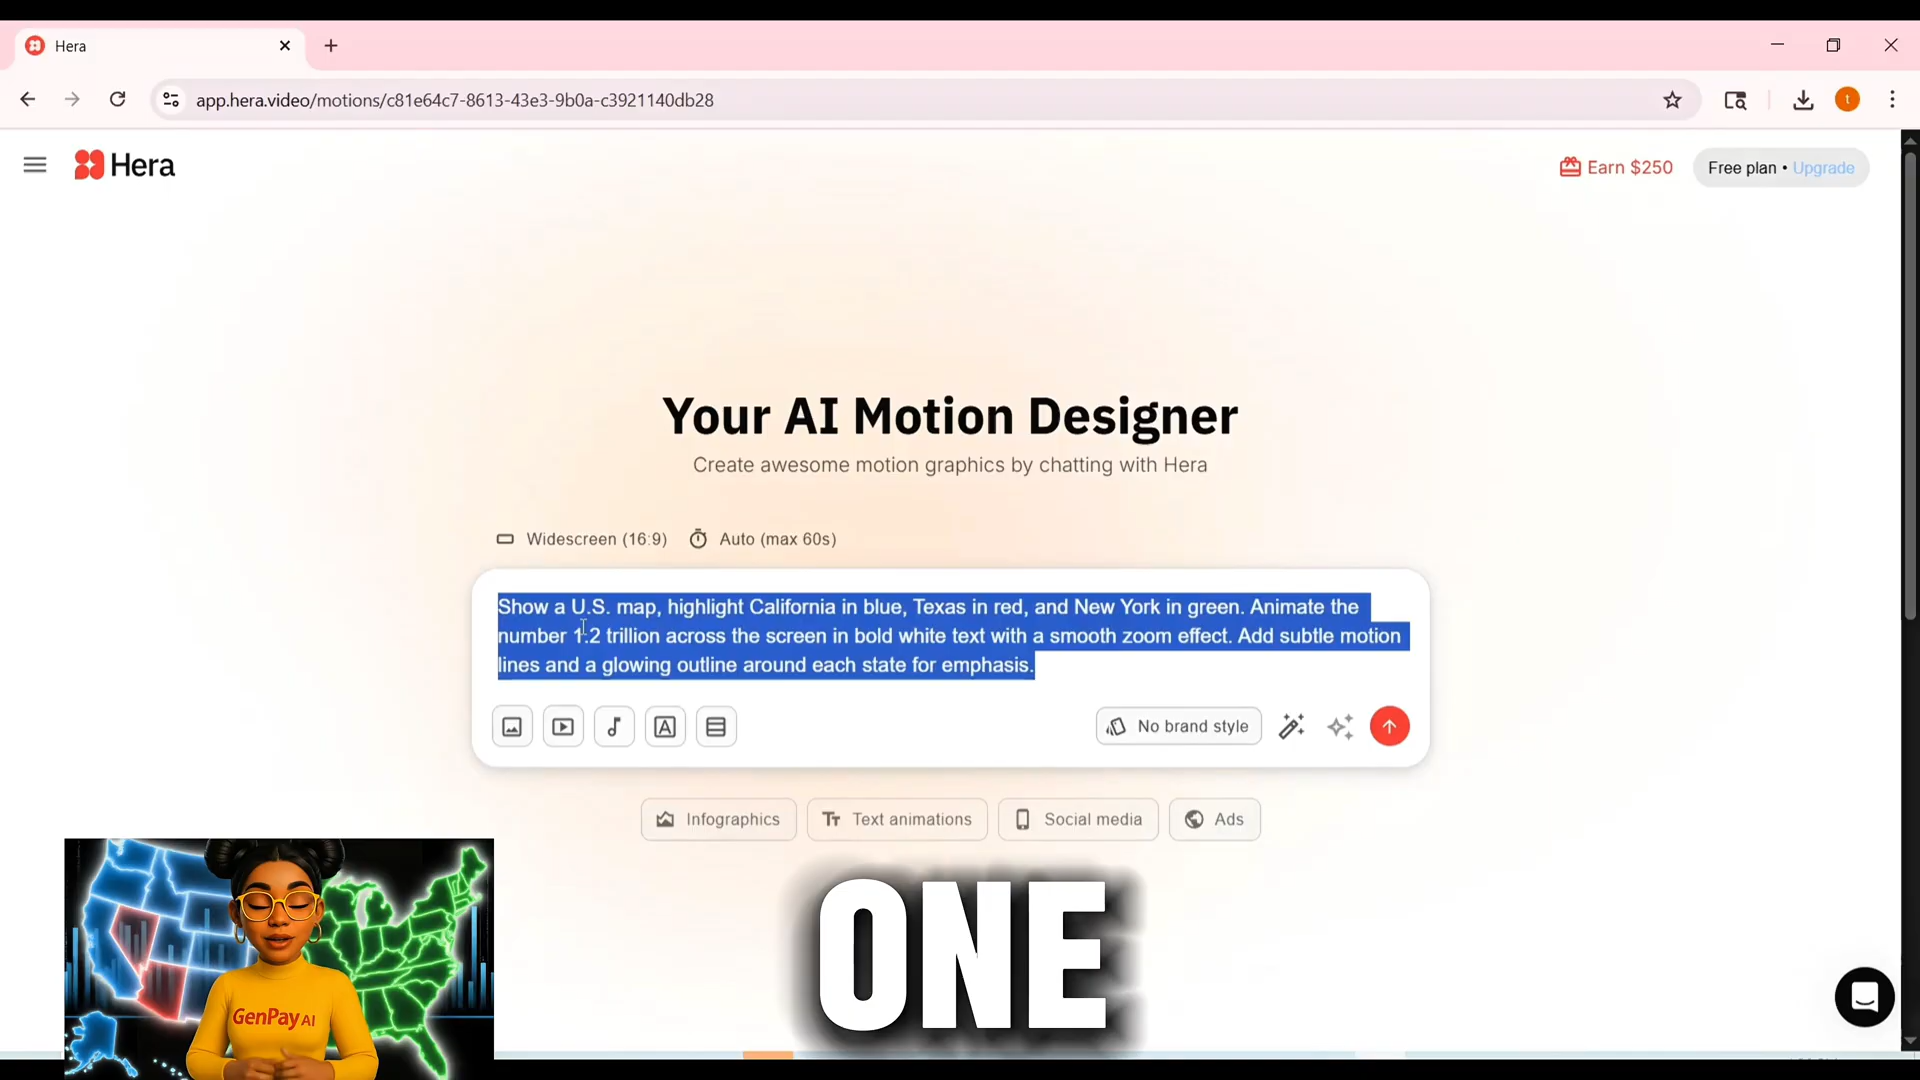 Hera
app.hera.video/motions/c81e64c7-8613-43e3-9b0a-c3921140db28
t
Hera
Earn $250
Free plan • Upgrade
Your AI Motion Designer
Create awesome motion graphics by chatting with Hera
Widescreen (16:9)
Auto (max 60s)
Show a U.S. map, highlight California in blue, Texas in red, and New York in green. Animate the
number 1.2 trillion across the screen in bold white text with a smooth zoom effect. Add subtle motion
lines and a glowing outline around each state for emphasis.
A
No brand style
Infographics
Tт Text animations
Social media
Ads
ONE
GenPay AI